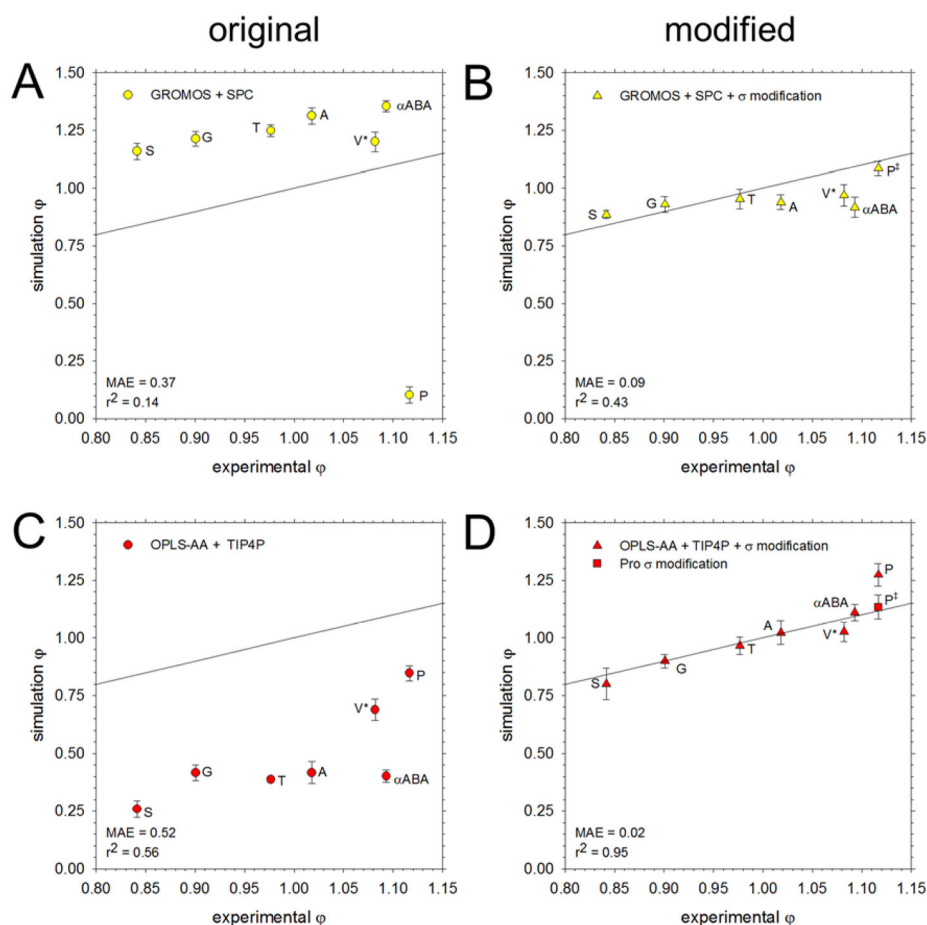 original
modified
A
1.50
1.25
1.00
0.75
0.50
0.25
0.00
simulation φ
GROMOS + SPC
S
G
T
A
V*
αABA
P
MAE = 0.37
r² = 0.14
0.80 0.85 0.90 0.95 1.00 1.05 1.10 1.15
experimental φ
B
1.50
1.25
1.00
0.75
0.50
0.25
0.00
simulation φ
GROMOS + SPC + σ modification
S
G
T
A
V*
αABA
P‡
MAE = 0.09
r² = 0.43
0.80 0.85 0.90 0.95 1.00 1.05 1.10 1.15
experimental φ
C
1.50
1.25
1.00
0.75
0.50
0.25
0.00
simulation φ
OPLS-AA + TIP4P
S
G
T
A
V*
αABA
P
MAE = 0.52
r² = 0.56
0.80 0.85 0.90 0.95 1.00 1.05 1.10 1.15
experimental φ
D
1.50
1.25
1.00
0.75
0.50
0.25
0.00
simulation φ
OPLS-AA + TIP4P + σ modification
Pro σ modification
S
G
T
A
V*
αABA
P
P‡
MAE = 0.02
r² = 0.95
0.80 0.85 0.90 0.95 1.00 1.05 1.10 1.15
experimental φ